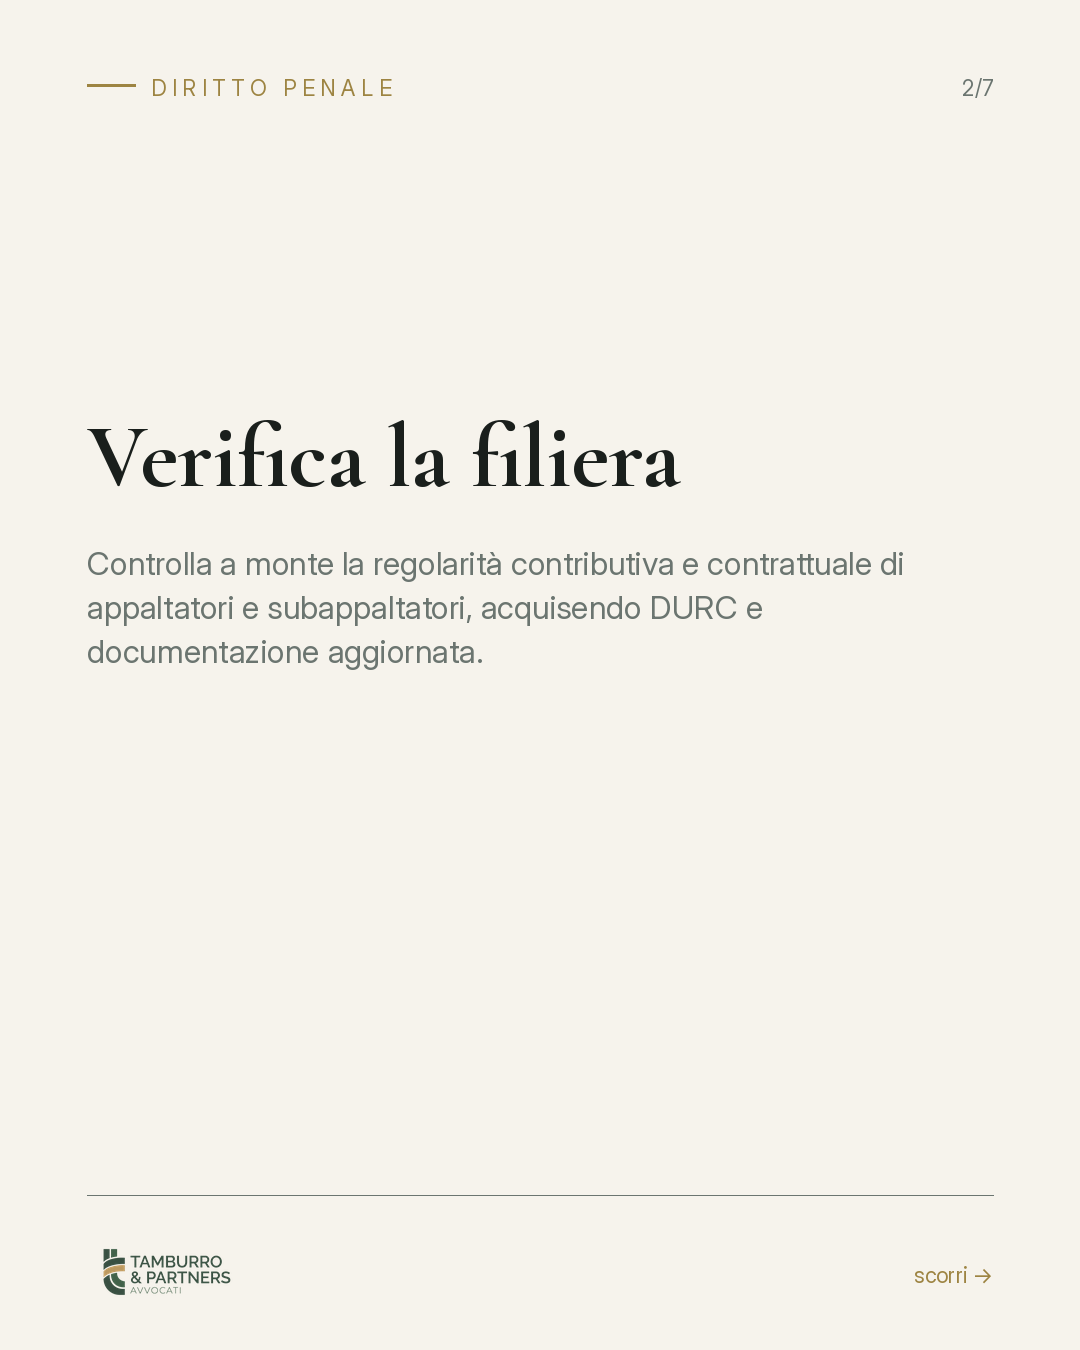 DIRITTO PENALE
2/7
Verifica la filiera
Controlla a monte la regolarità contributiva e contrattuale di
appaltatori e subappaltatori, acquisendo DURC e
documentazione aggiornata.
TAMBURRO
& PARTNERS
AVVOCATI
scorri →